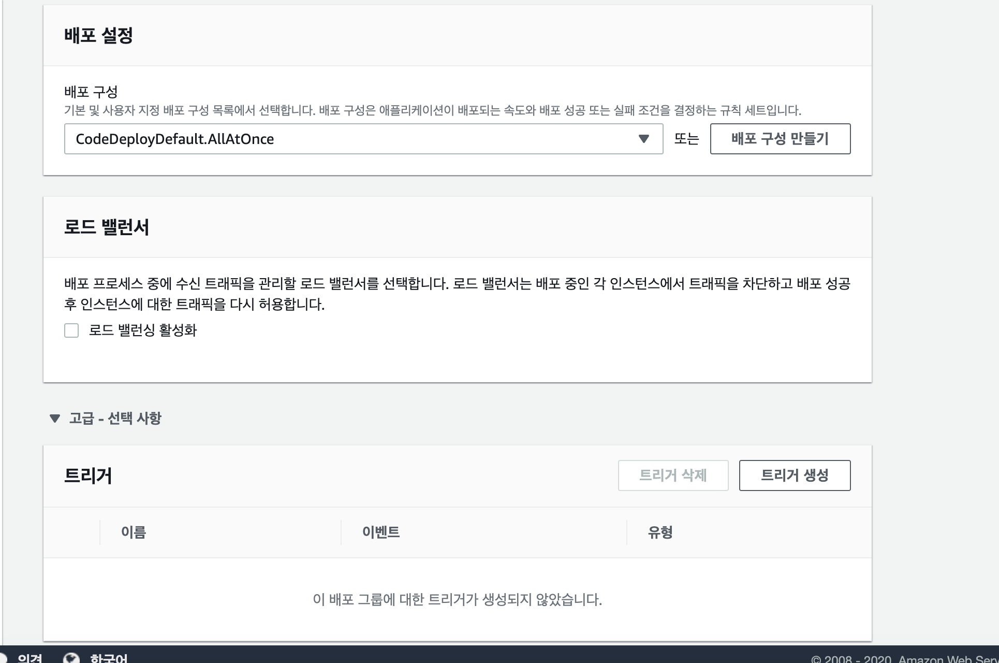 배포 설정
배포 구성
기본 및 사용자 지정 배포 구성 목록에서 선택합니다. 배포 구성은 애플리케이션이 배포되는 속도와 배포 성공 또는 실패 조건을 결정하는 규칙 세트입니다.
CodeDeployDefault.AllAtOnce 또는 배포 구성 만들기
로드 밸런서
배포 프로세스 중에 수신 트래픽을 관리할 로드 밸런서를 선택합니다. 로드 밸런서는 배포 중인 각 인스턴스에서 트래픽을 차단하고 배포 성공
후 인스턴스에 대한 트래픽을 다시 허용합니다.
로드 밸런싱 활성화
고급 - 선택 사항
트리거 트리거 삭제 트리거 생성
이름 이벤트 유형
이 배포 그룹에 대한 트리거가 생성되지 않았습니다.
의견 한국어 © 2008 - 2020, Amazon Web Serv